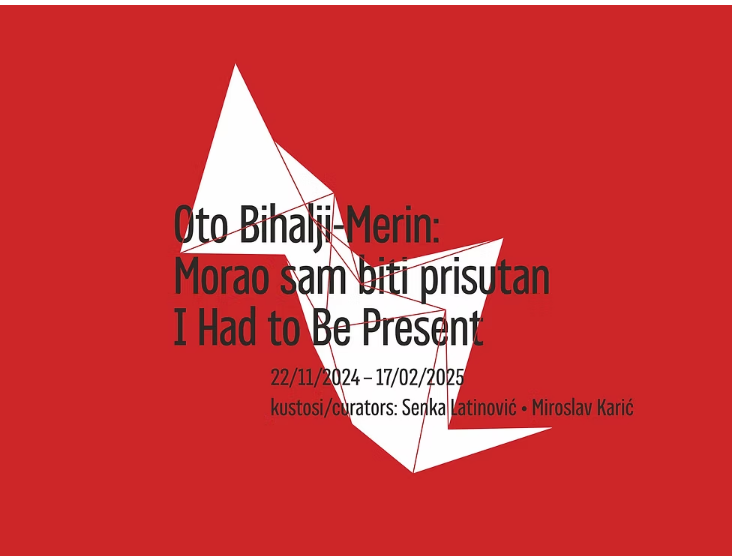 Oto Bihalji-Merin:
Morao sam biti prisutan
I Had to Be Present
22/11/2024 – 17/02/2025
kustosi/curators: Senka Latinović • Miroslav Karić